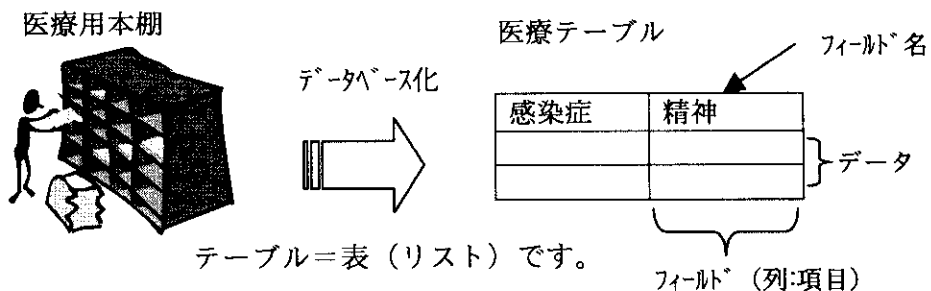 医療用本棚
医療テーブル
ﾌｨｰﾙﾄﾞ名
ﾃﾞｰﾀﾍﾞｰｽ化
感染症
精神
データ
テーブル＝表（リスト）です。
ﾌｨｰﾙﾄﾞ（列:項目）